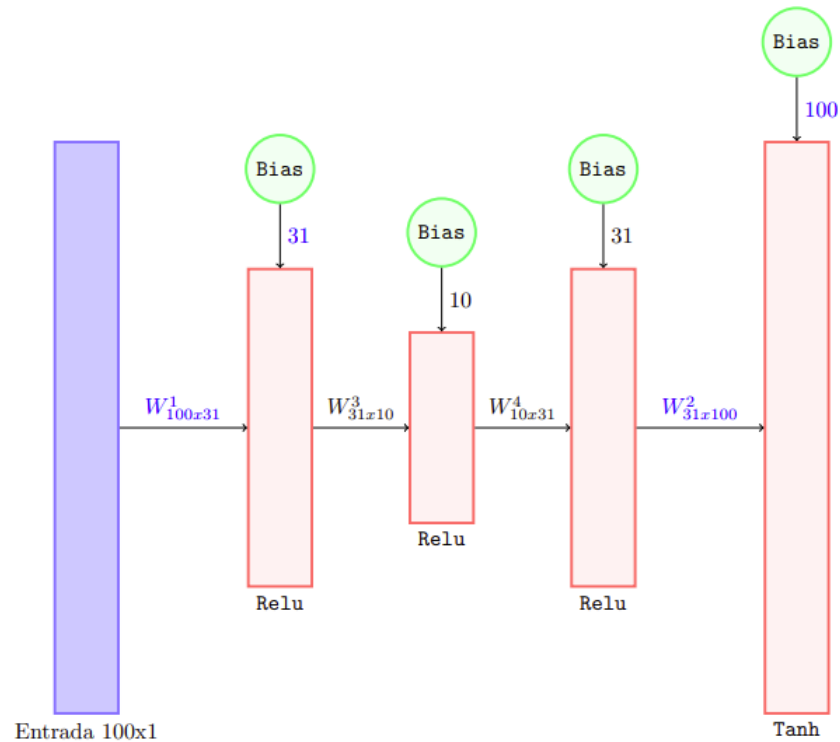 Bias
100
Bias
31
Bias
10
Bias
31
W^1_{100x31}
W^3_{31x10}
W^4_{10x31}
W^2_{31x100}
Relu
Relu
Relu
Entrada 100x1
Tanh